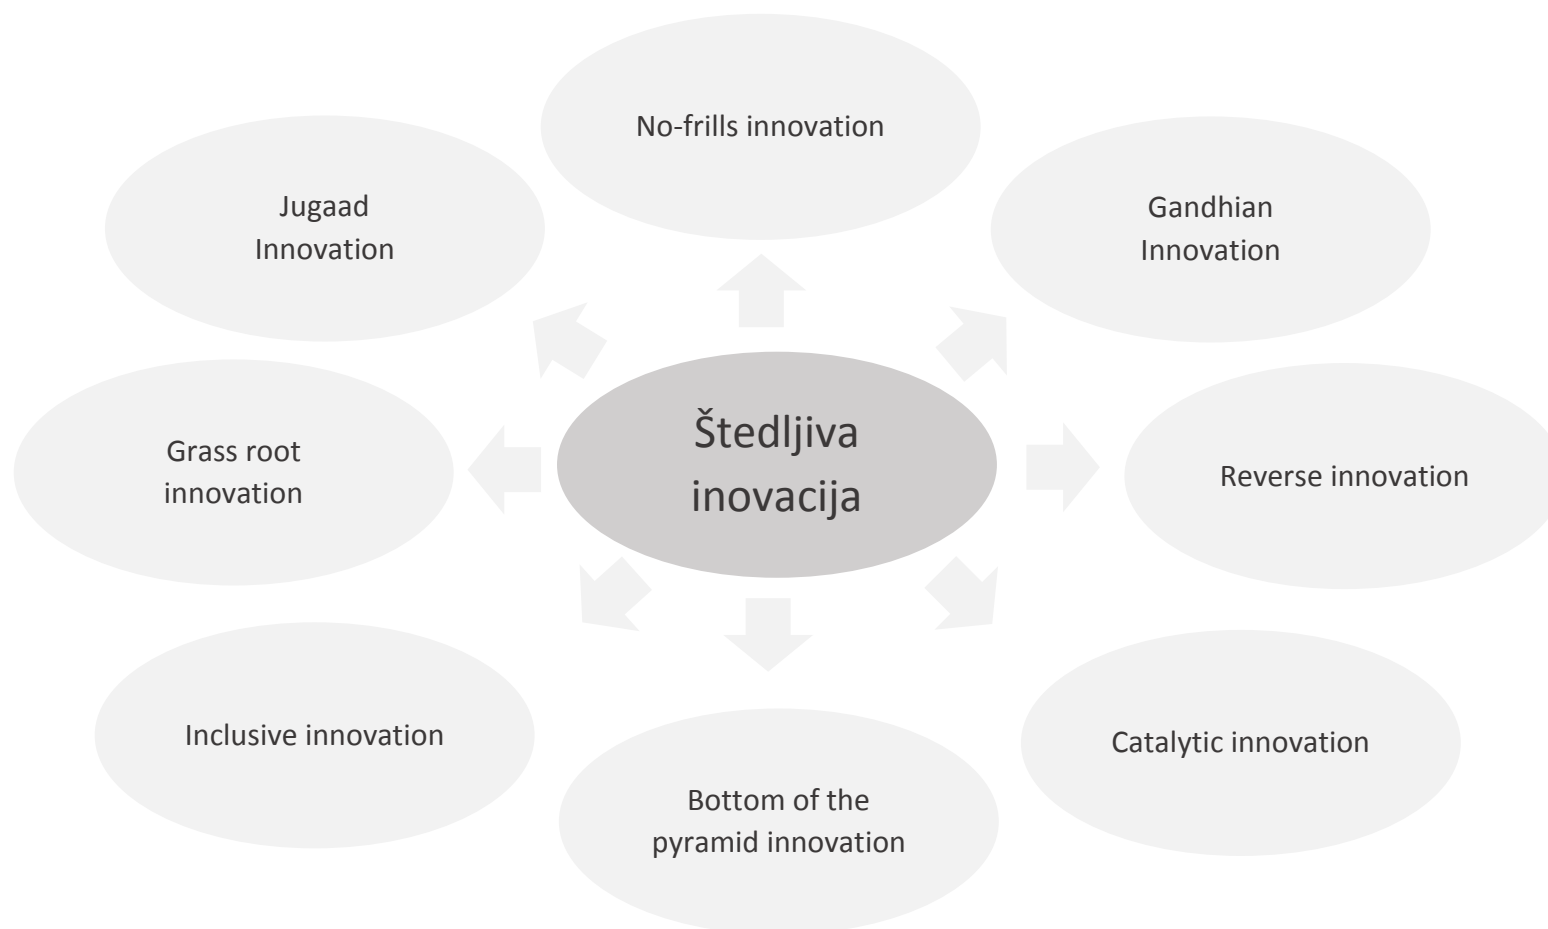 No-frills innovation
Jugaad
Innovation
Gandhian
Innovation
Štedljiva
inovacija
Grass root
innovation
Reverse innovation
Inclusive innovation
Catalytic innovation
Bottom of the
pyramid innovation